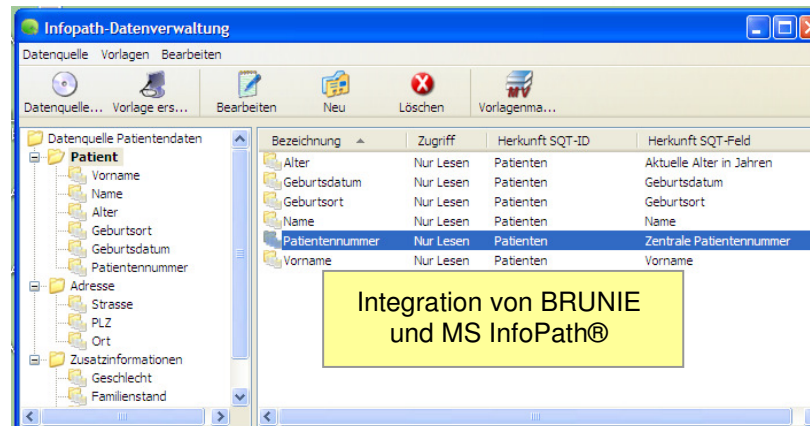 Infopath-Datenverwaltung
Datenquelle Vorlagen Bearbeiten
Datenquelle... Vorlage ers... Bearbeiten Neu Löschen Vorlagenma...
Datenquelle Patientendaten
Patient
Vorname
Name
Alter
Geburtsort
Geburtsdatum
Patientennummer
Adresse
Strasse
PLZ
Ort
Zusatzinformationen
Geschlecht
Familienstand
Bezeichnung Zugriff Herkunft SQT-ID Herkunft SQT-Feld
Alter Nur Lesen Patienten Aktuelle Alter in Jahren
Geburtsdatum Nur Lesen Patienten Geburtsdatum
Geburtsort Nur Lesen Patienten Geburtsort
Name Nur Lesen Patienten Name
Patientennummer Nur Lesen Patienten Zentrale Patientennummer
Vorname Nur Lesen Patienten Vorname
Integration von BRUNIE
und MS InfoPath®